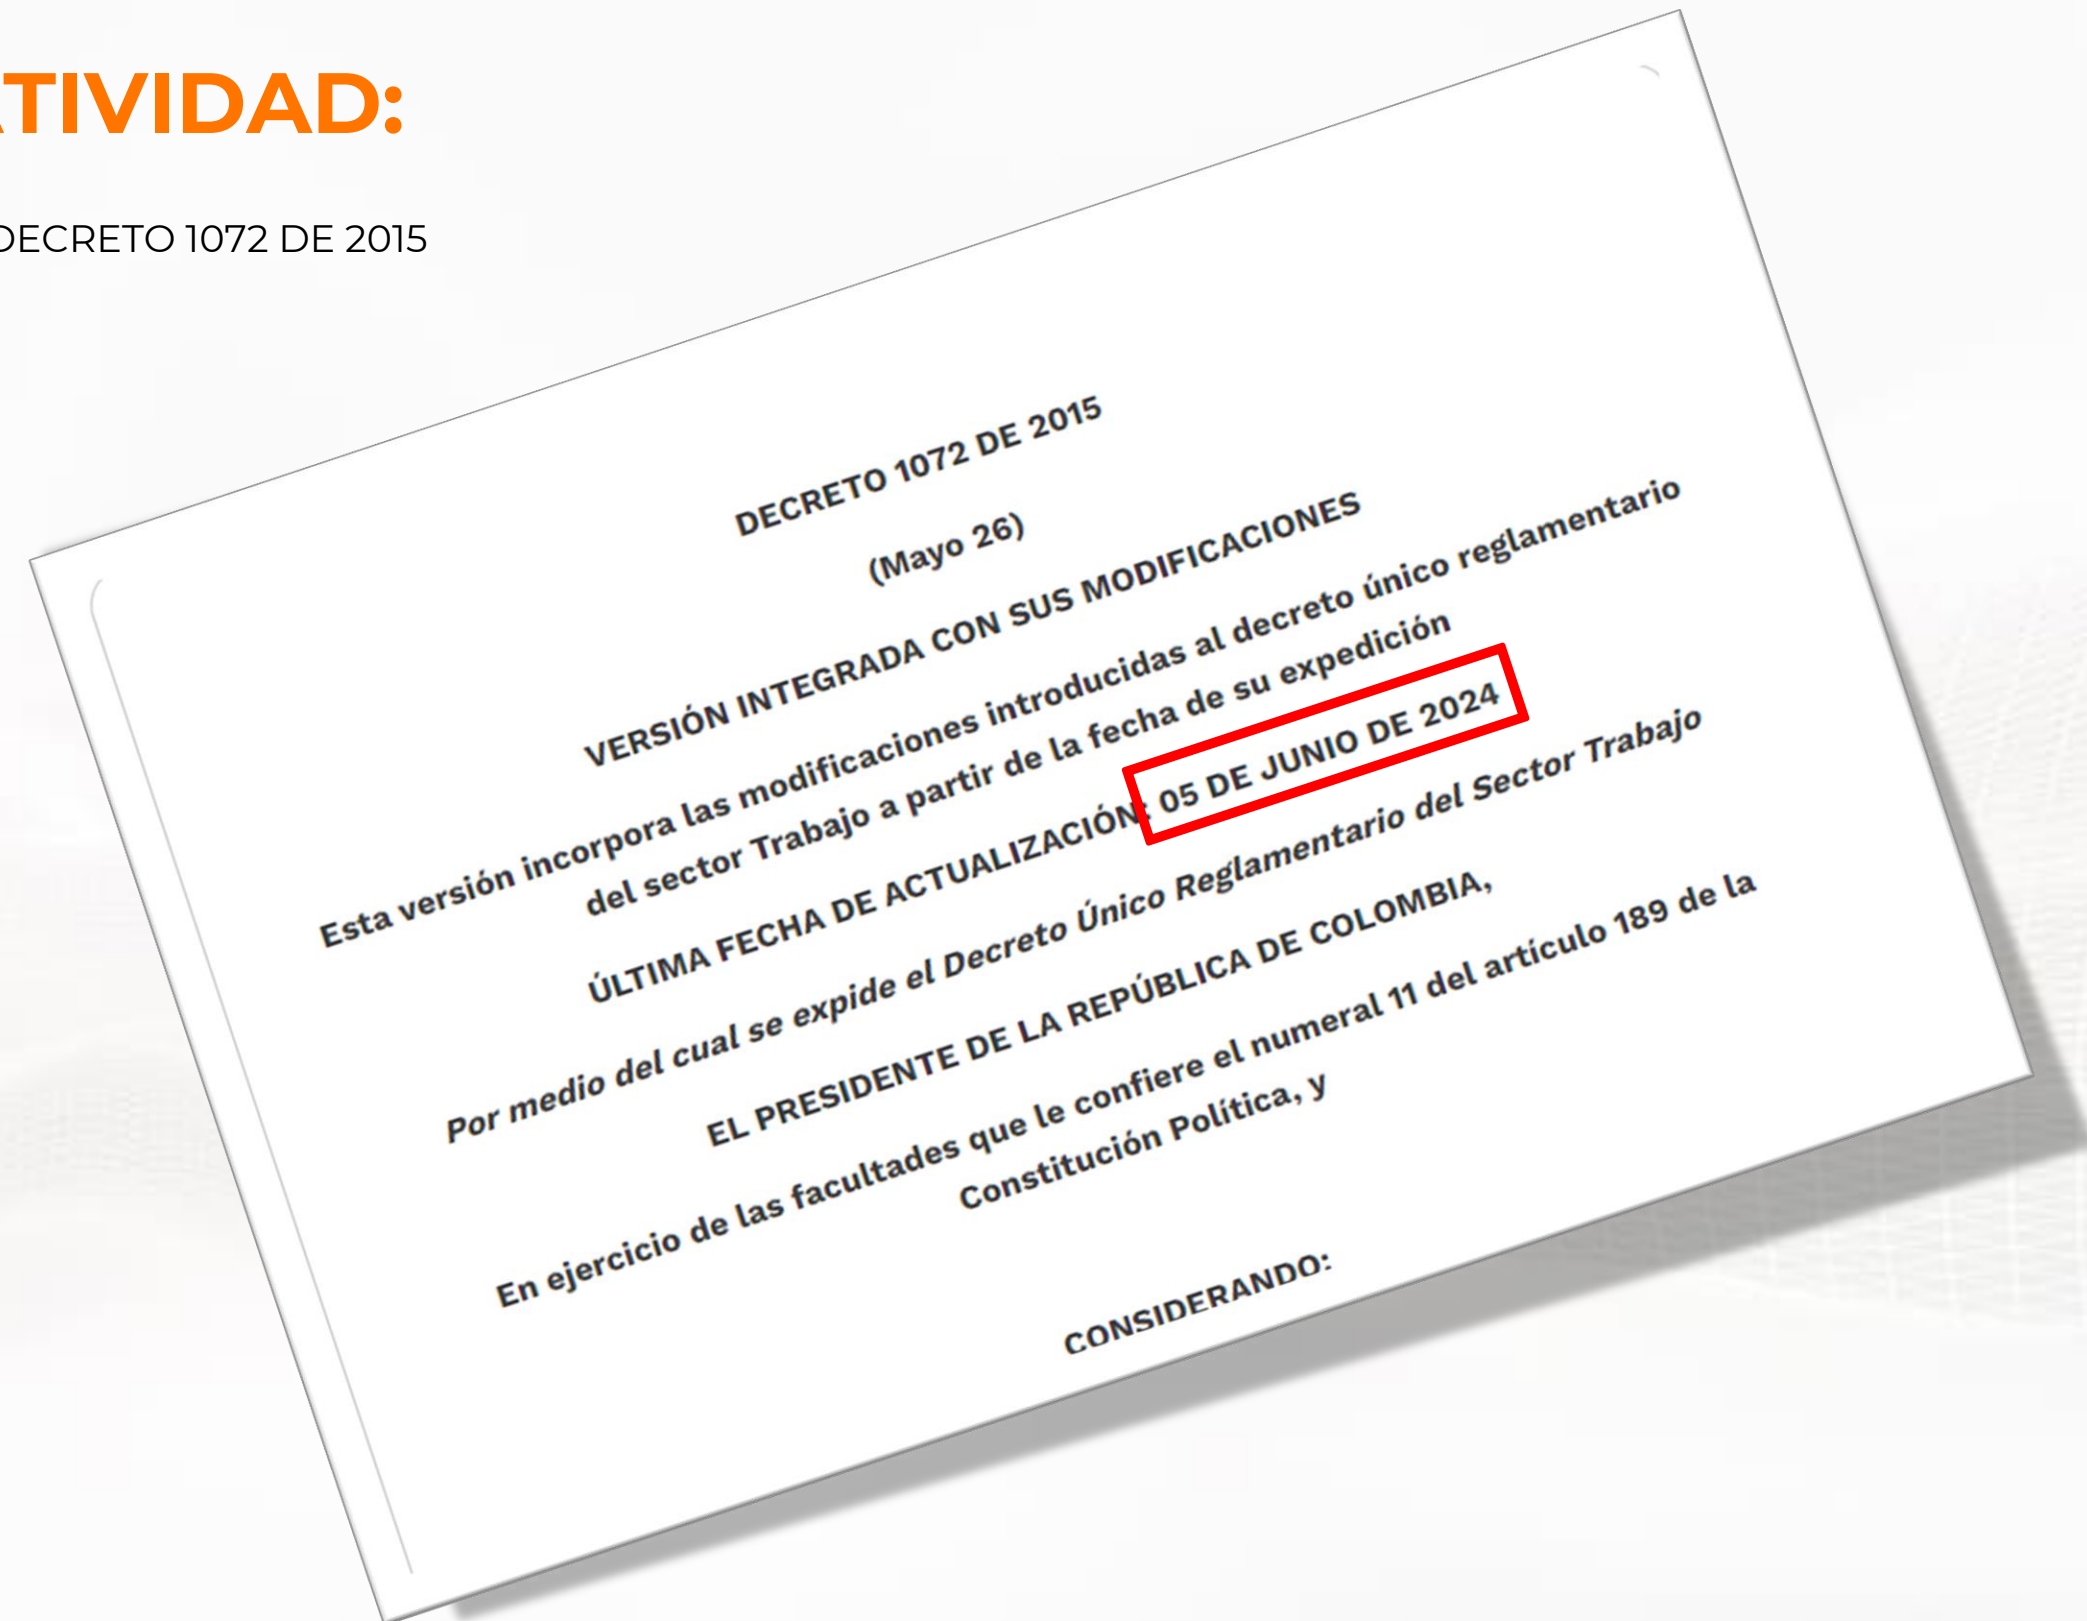 ATIVIDAD:
DECRETO 1072 DE 2015
DECRETO 1072 DE 2015
(Mayo 26)
VERSIÓN INTEGRADA CON SUS MODIFICACIONES
Esta versión incorpora las modificaciones introducidas al decreto único reglamentario
del sector Trabajo a partir de la fecha de su expedición
ÚLTIMA FECHA DE ACTUALIZACIÓN: 05 DE JUNIO DE 2024
Por medio del cual se expide el Decreto Único Reglamentario del Sector Trabajo
EL PRESIDENTE DE LA REPÚBLICA DE COLOMBIA,
En ejercicio de las facultades que le confiere el numeral 11 del artículo 189 de la
Constitución Política, y
CONSIDERANDO: